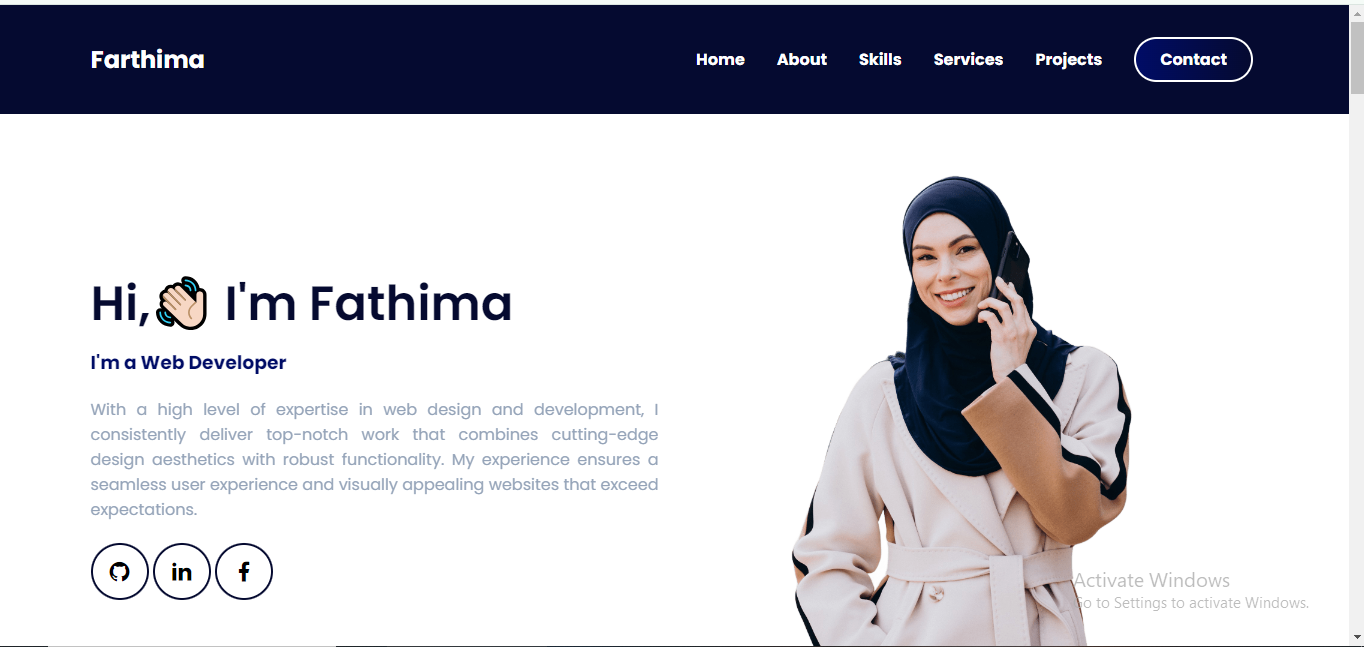 Farthima
Home About Skills Services Projects Contact
Hi,👋 I'm Fathima
I'm a Web Developer
With a high level of expertise in web design and development, I
consistently deliver top-notch work that combines cutting-edge
design aesthetics with robust functionality. My experience ensures a
seamless user experience and visually appealing websites that exceed
expectations.
in f
Activate Windows
Go to Settings to activate Windows.